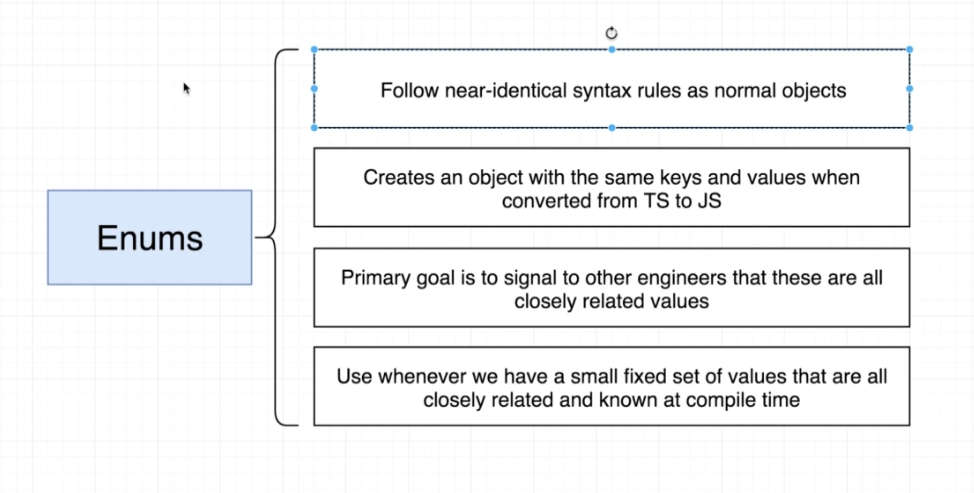 Enums
Follow near-identical syntax rules as normal objects
Creates an object with the same keys and values when
converted from TS to JS
Primary goal is to signal to other engineers that these are all
closely related values
Use whenever we have a small fixed set of values that are all
closely related and known at compile time